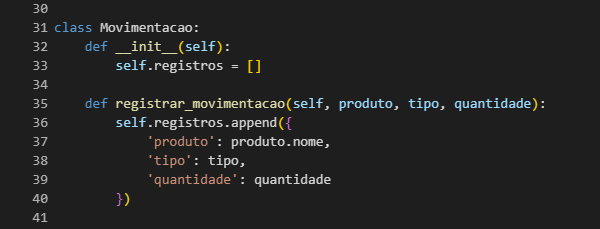 30
31 class Movimentacao:
32     def __init__(self):
33         self.registros = []
34
35     def registrar_movimentacao(self, produto, tipo, quantidade):
36         self.registros.append({
37             'produto': produto.nome,
38             'tipo': tipo,
39             'quantidade': quantidade
40         })
41